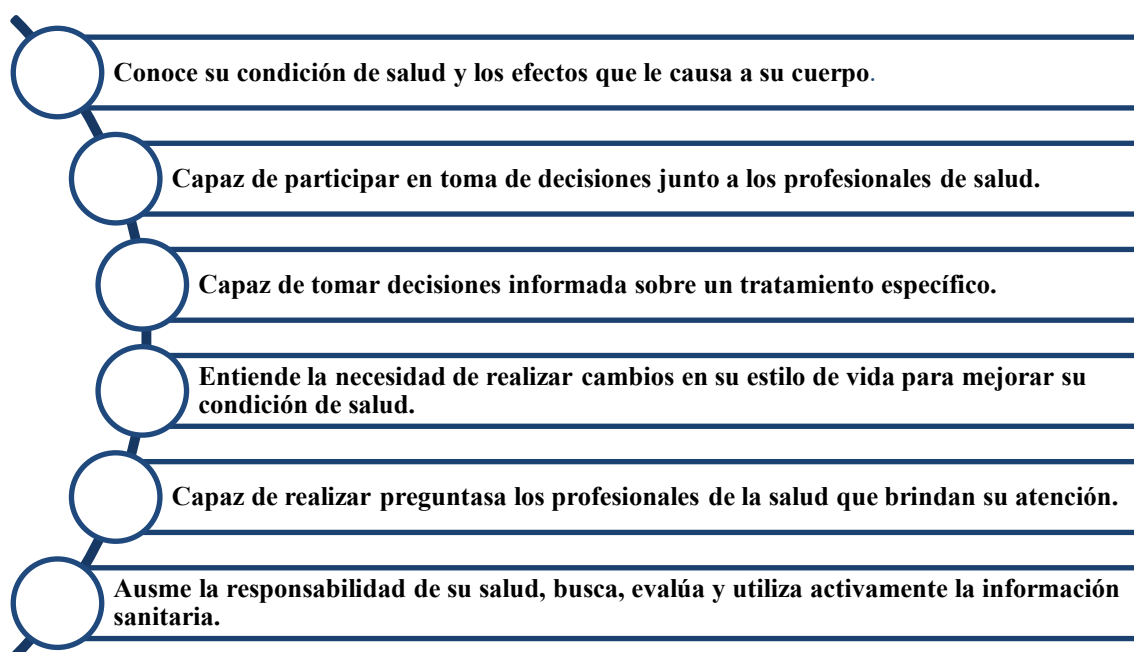 Conoce su condición de salud y los efectos que le causa a su cuerpo.
Capaz de participar en toma de decisiones junto a los profesionales de salud.
Capaz de tomar decisiones informada sobre un tratamiento específico.
Entiende la necesidad de realizar cambios en su estilo de vida para mejorar su
condición de salud.
Capaz de realizar preguntasa los profesionales de la salud que brindan su atención.
Ausme la responsabilidad de su salud, busca, evalúa y utiliza activamente la información
sanitaria.